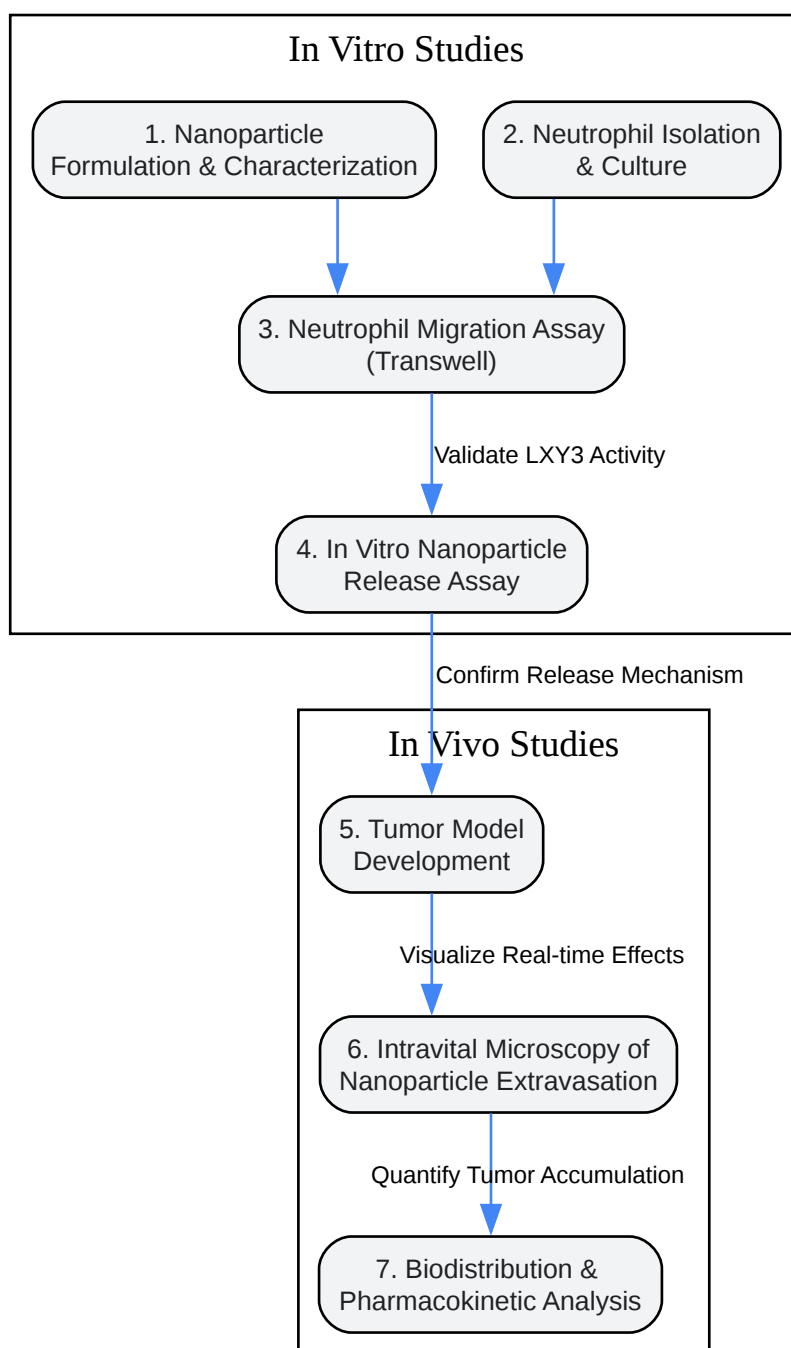 In Vitro Studies
1. Nanoparticle
Formulation & Characterization
2. Neutrophil Isolation
& Culture
3. Neutrophil Migration Assay
(Transwell)
Validate LXY3 Activity
4. In Vitro Nanoparticle
Release Assay
Confirm Release Mechanism
In Vivo Studies
5. Tumor Model
Development
Visualize Real-time Effects
6. Intravital Microscopy of
Nanoparticle Extravasation
Quantify Tumor Accumulation
7. Biodistribution &
Pharmacokinetic Analysis